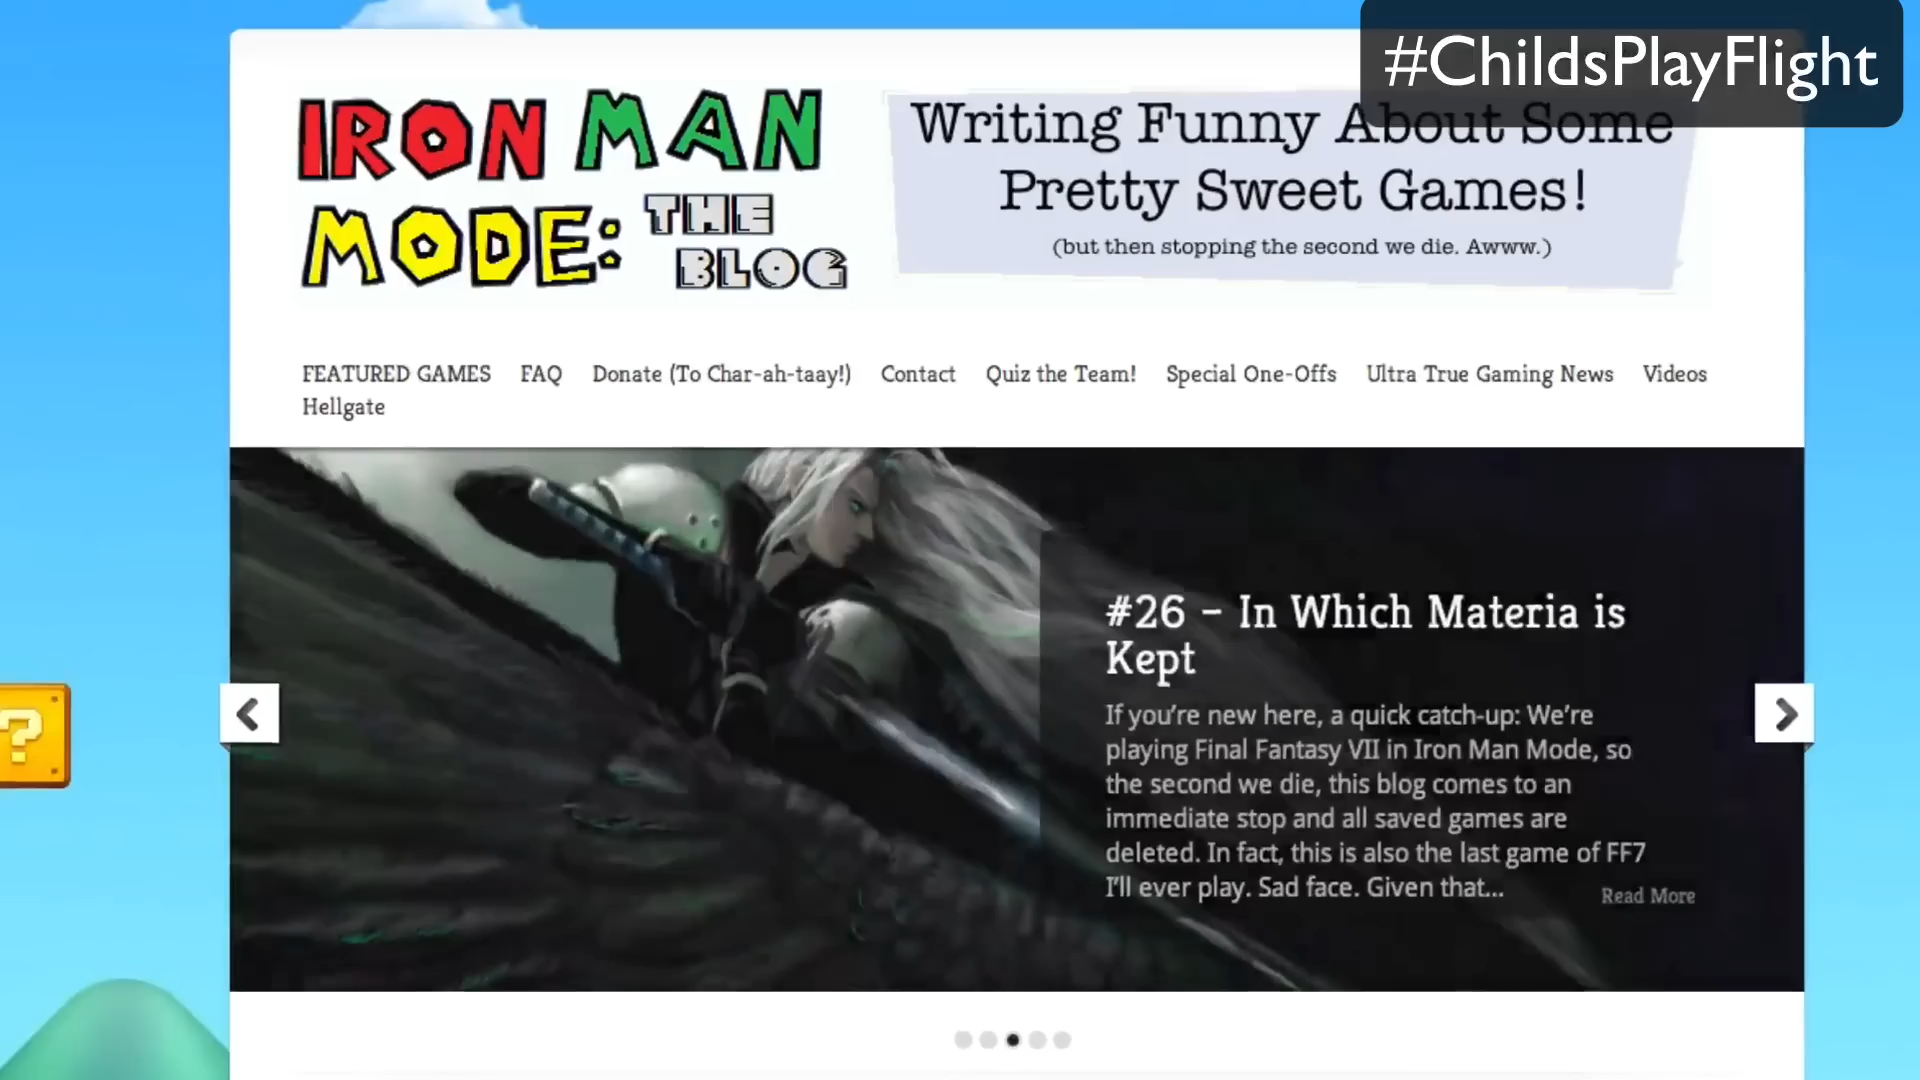 #ChildsPlayFlight
IRON MAN
MODE: THE
BLOG
Writing Funny About Some
Pretty Sweet Games!
(but then stopping the second we die. Awww.)
FEATURED GAMES FAQ Donate (To Char-ah-taay!) Contact Quiz the Team! Special One-Offs Ultra True Gaming News Videos
Hellgate
#26 – In Which Materia is
Kept
If you’re new here, a quick catch-up: We’re
playing Final Fantasy VII in Iron Man Mode, so
the second we die, this blog comes to an
immediate stop and all saved games are
deleted. In fact, this is also the last game of FF7
I’ll ever play. Sad face. Given that...
Read More
?